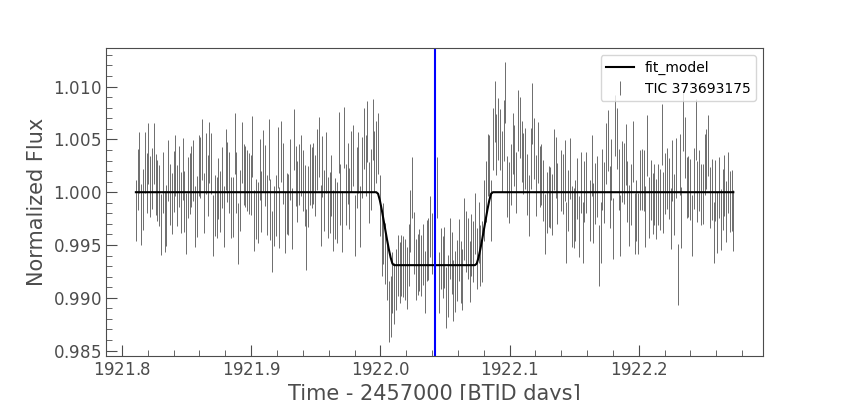 fit_model
TIC 373693175
1.010
1.005
1.000
0.995
0.990
0.985
Normalized Flux
1921.8 1921.9 1922.0 1922.1 1922.2
Time - 2457000 [BTJD days]